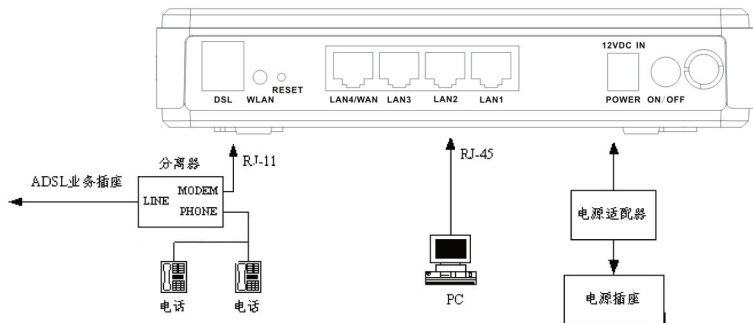 12VDC IN
DSL WLAN RESET LAN4/WAN LAN3 LAN2 LAN1 POWER ON/OFF
分离器 RJ-11 RJ-45
ADSL业务插座 LINE MODEM
PHONE
电源适配器
电话 电话 PC 电源插座